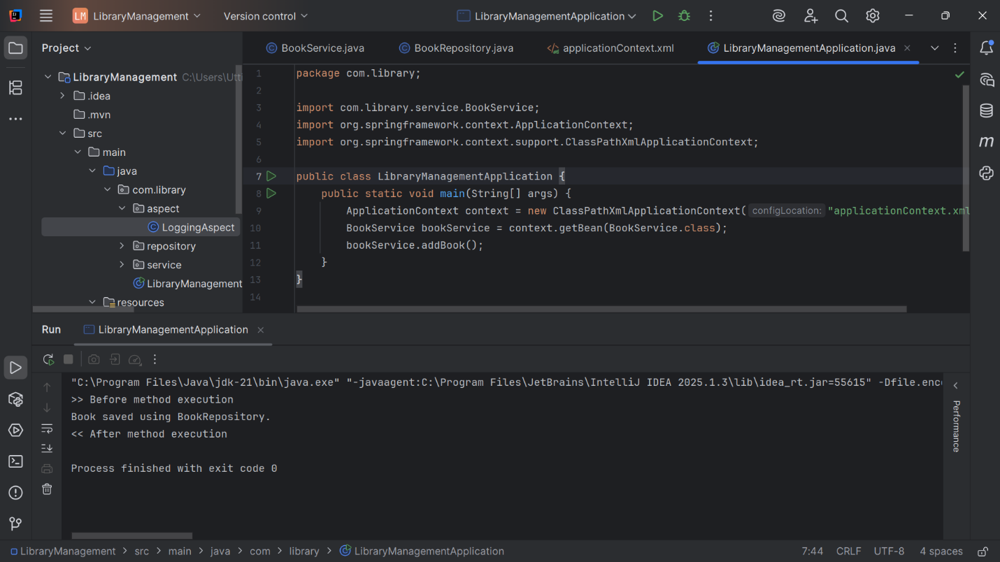 LM LibraryManagement Version control LibraryManagementApplication
Project
BookService.java BookRepository.java applicationContext.xml LibraryManagementApplication.java
LibraryManagement C:\Users\Utti
.idea
.mvn
src
main
java
com.library
aspect
LoggingAspect
repository
service
LibraryManagement
resources
1 package com.library;
2
3 import com.library.service.BookService;
4 import org.springframework.context.ApplicationContext;
5 import org.springframework.context.support.ClassPathXmlApplicationContext;
6
7 public class LibraryManagementApplication {
8 public static void main(String[] args) {
9 ApplicationContext context = new ClassPathXmlApplicationContext( configLocation: "applicationContext.xml
10 BookService bookService = context.getBean(BookService.class);
11 bookService.addBook();
12 }
13 }
14
Run LibraryManagementApplication
"C:\Program Files\Java\jdk-21\bin\java.exe" "-javaagent:C:\Program Files\JetBrains\IntelliJ IDEA 2025.1.3\lib\idea_rt.jar=55615" -Dfile.enc
>> Before method execution
Book saved using BookRepository.
<< After method execution
Process finished with exit code 0
Performance
LibraryManagement > src > main > java > com > library > LibraryManagementApplication 7:44 CRLF UTF-8 4 spaces